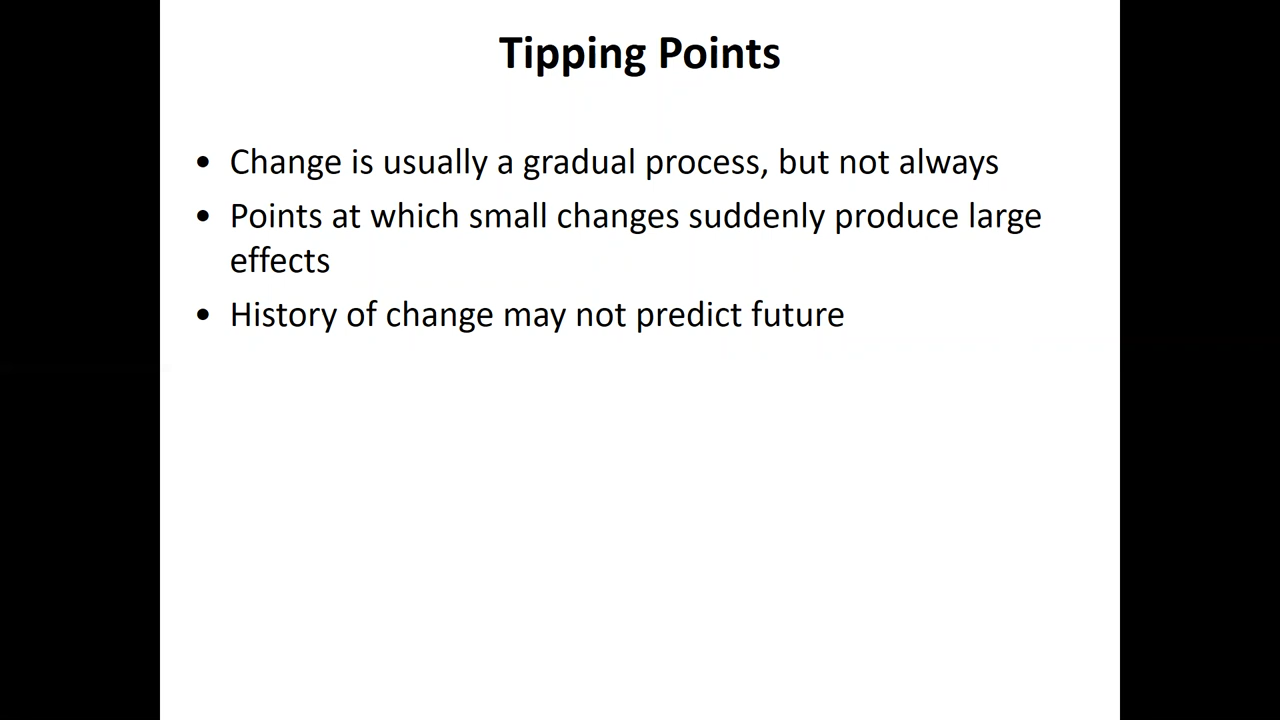 Tipping Points
• Change is usually a gradual process, but not always
• Points at which small changes suddenly produce large
effects
• History of change may not predict future